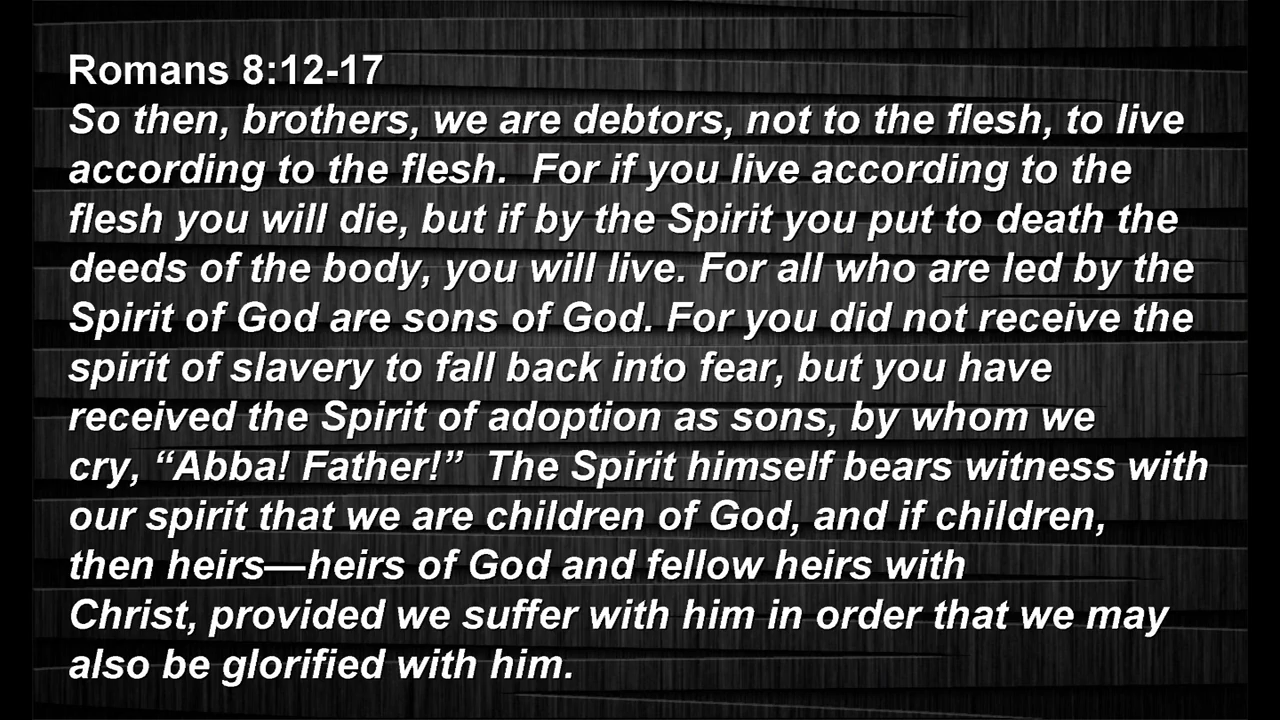 Romans 8:12-17
So then, brothers, we are debtors, not to the flesh, to live
according to the flesh.  For if you live according to the
flesh you will die, but if by the Spirit you put to death the
deeds of the body, you will live. For all who are led by the
Spirit of God are sons of God. For you did not receive the
spirit of slavery to fall back into fear, but you have
received the Spirit of adoption as sons, by whom we
cry, “Abba! Father!”  The Spirit himself bears witness with
our spirit that we are children of God, and if children,
then heirs—heirs of God and fellow heirs with
Christ, provided we suffer with him in order that we may
also be glorified with him.